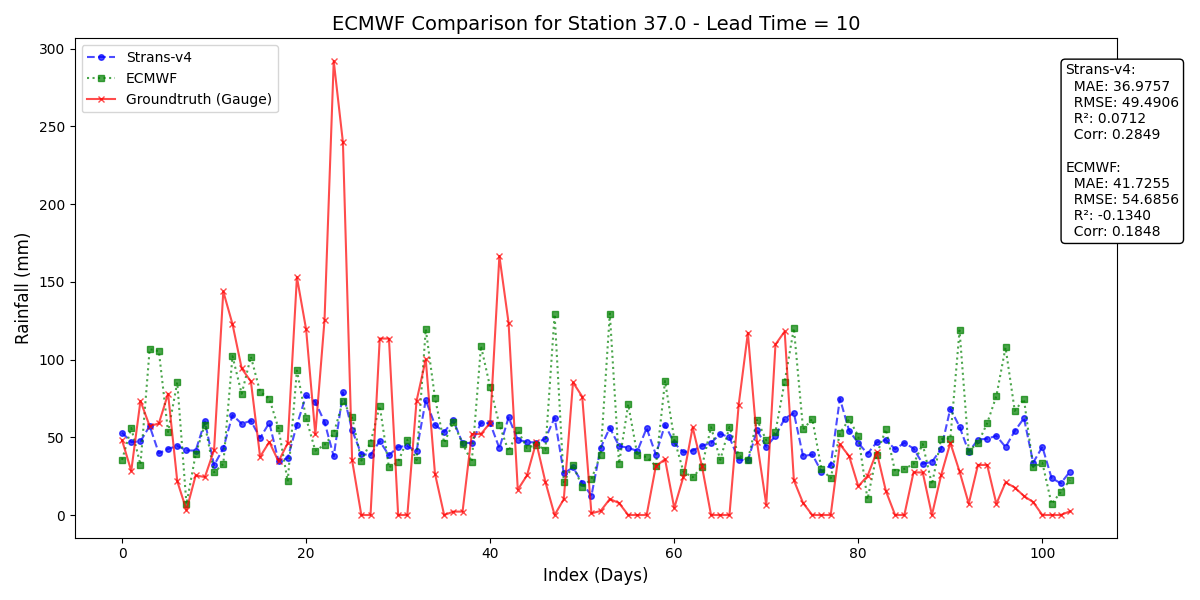 ECMWF Comparison for Station 37.0 - Lead Time = 10
Strans-v4
ECMWF
Groundtruth (Gauge)
Strans-v4:
MAE: 36.9757
RMSE: 49.4906
R²: 0.0712
Corr: 0.2849
ECMWF:
MAE: 41.7255
RMSE: 54.6856
R²: -0.1340
Corr: 0.1848
Rainfall (mm)
300
250
200
150
100
50
0
0 20 40 60 80 100
Index (Days)